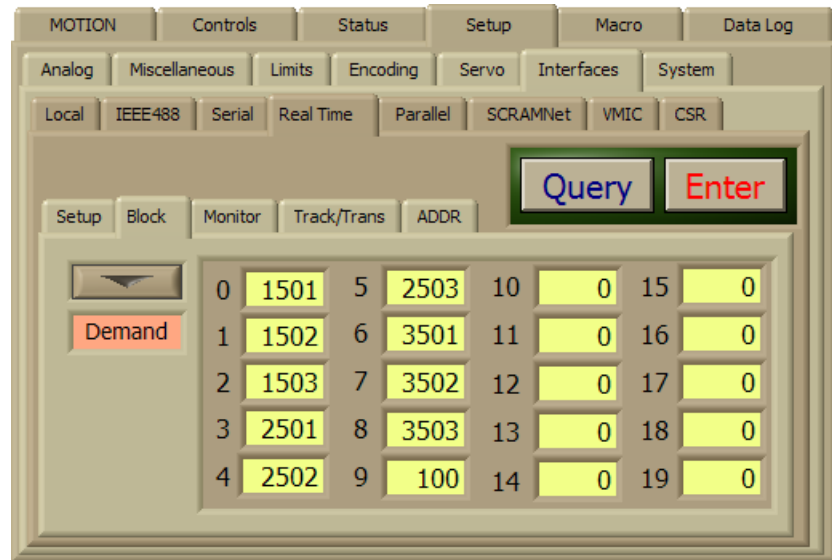 MOTION Controls Status Setup Macro Data Log
Analog Miscellaneous Limits Encoding Servo Interfaces System
Local IEEE488 Serial Real Time Parallel SCRAMNet VMIC CSR
Query Enter
Setup Block Monitor Track/Trans ADDR
0 1501 5 2503 10 0 15 0
Demand 1 1502 6 3501 11 0 16 0
2 1503 7 3502 12 0 17 0
3 2501 8 3503 13 0 18 0
4 2502 9 100 14 0 19 0